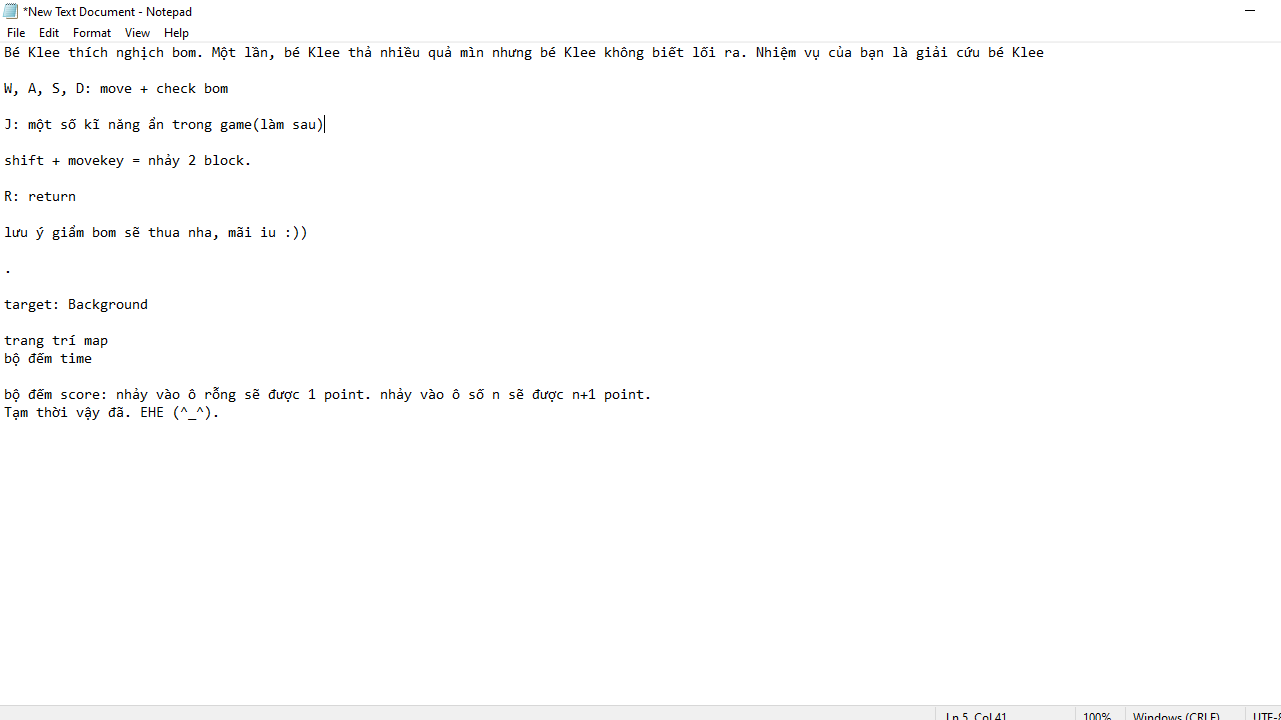 *New Text Document - Notepad
File Edit Format View Help
Bé Klee thích nghịch bom. Một lần, bé Klee thả nhiều quả mìn nhưng bé Klee không biết lối ra. Nhiệm vụ của bạn là giải cứu bé Klee
W, A, S, D: move + check bom
J: một số kĩ năng ẩn trong game(làm sau)
shift + movekey = nhảy 2 block.
R: return
lưu ý giẩm bom sẽ thua nha, mãi iu :))
.
target: Background
trang trí map
bộ đếm time
bộ đếm score: nhảy vào ô rỗng sẽ được 1 point. nhảy vào ô số n sẽ được n+1 point.
Tạm thời vậy đã. EHE (^_^).
Ln 5, Col 41 100% Windows (CRLF) UTF-8